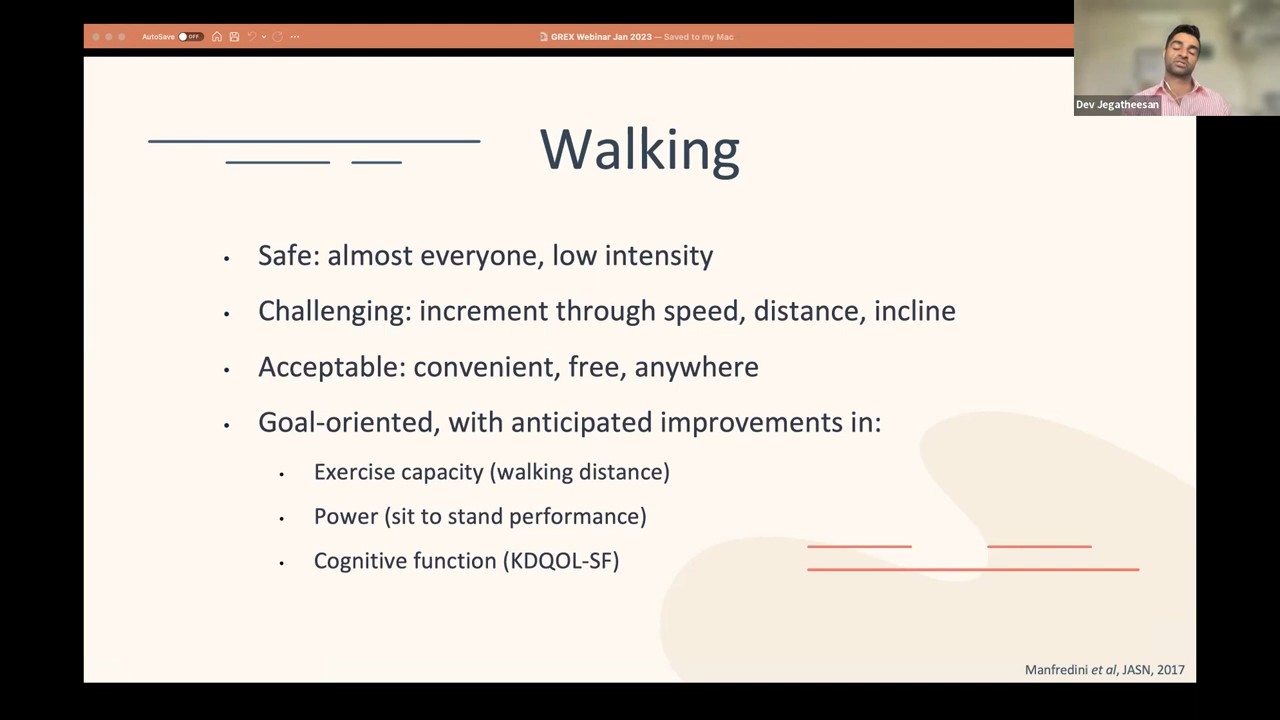 AutoSave OFF
GREX Webinar Jan 2023 — Saved to my Mac
Dev Jegatheesan
Walking
• Safe: almost everyone, low intensity
• Challenging: increment through speed, distance, incline
• Acceptable: convenient, free, anywhere
• Goal-oriented, with anticipated improvements in:
• Exercise capacity (walking distance)
• Power (sit to stand performance)
• Cognitive function (KDQOL-SF)
Manfredini et al, JASN, 2017